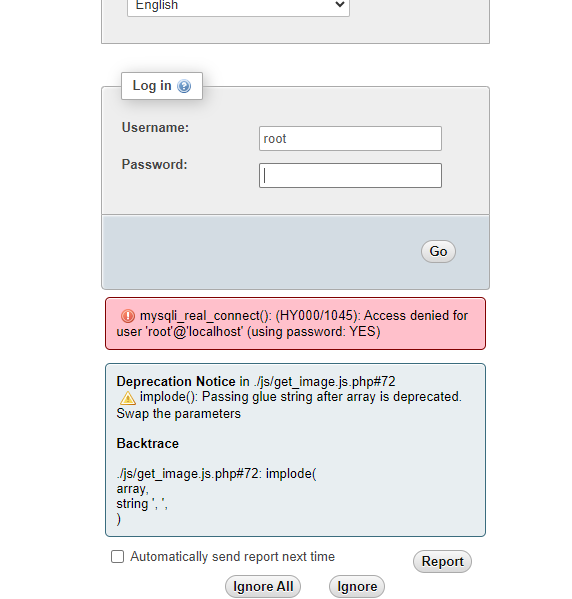 English
Log in
Username:
root
Password:
Go
mysqli_real_connect(): (HY000/1045): Access denied for
user 'root'@'localhost' (using password: YES)
Deprecation Notice in ./js/get_image.js.php#72
implode(): Passing glue string after array is deprecated.
Swap the parameters
Backtrace
./js/get_image.js.php#72: implode(
array,
string ', ',
)
Automatically send report next time
Report
Ignore All
Ignore